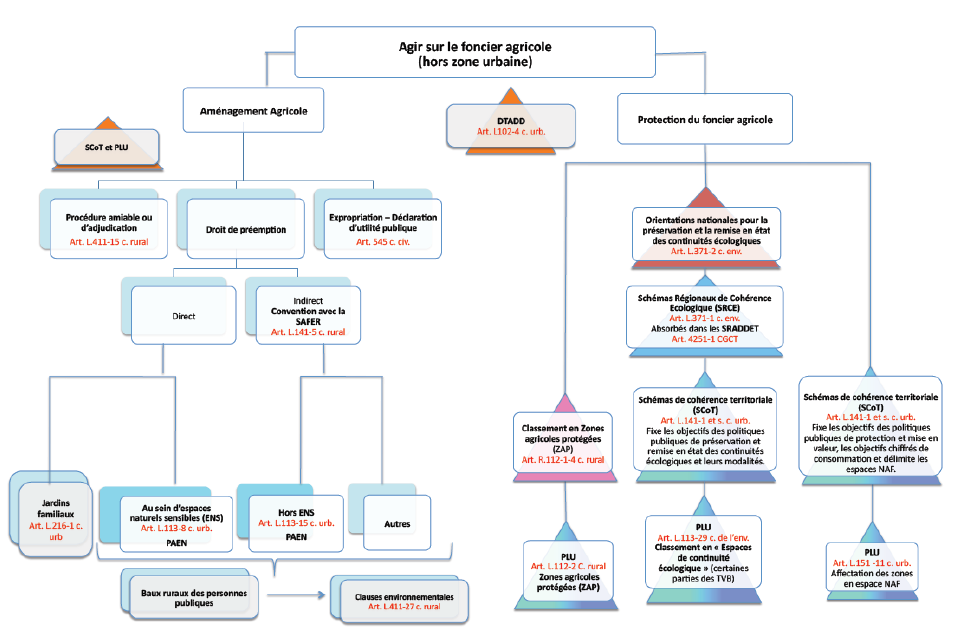 Agir sur le foncier agricole
(hors zone urbaine)
Aménagement Agricole
DTADD
Art. L102-4 c. urb.
Protection du foncier agricole
SCoT et PLU
Procédure amiable ou
d'adjudication
Art. L.411-15 c. rural
Droit de préemption
Expropriation – Déclaration
d'utilité publique
Art. 545 c. civ.
Orientations nationales pour la
préservation et la remise en état
des continuités écologiques
Art. L.371-2 c. env.
Direct
Indirect
Convention avec la
SAFER
Art. L.141-5 c. rural
Schémas Régionaux de Cohérence
Ecologique (SRCE)
Art. L.371-1 c. env.
Absorbés dans les SRADDET
Art. 4251-1 CGCT
Classement en Zones
agricoles protégées
(ZAP)
Art. R.112-1-4 c. rural
Schémas de cohérence territoriale
(SCoT)
Art. L.141-1 et s. c. urb.
Fixe les objectifs des politiques
publiques de préservation et
remise en état des continuités
écologiques et leurs modalités.
Schémas de cohérence territoriale
(SCoT)
Art. L.141-1 et s. c. urb.
Fixe les objectifs des politiques
publiques de protection et mise en
valeur, les objectifs chiffrés de
consommation et délimite les
espaces NAF.
Jardins
familiaux
Art. L.216-1 c.
urb
Au sein d'espaces
naturels sensibles (ENS)
Art. L.113-8 c. urb.
PAEN
Hors ENS
Art. L.113-15 c. urb.
PAEN
Autres
PLU
Art. L.112-2 C. rural
Zones agricoles
protégées (ZAP)
PLU
Art. L.113-29 c. de l'env.
Classement en « Espaces
de continuité
écologique » (certaines
parties des TVB)
PLU
Art. L.151 -11 c. urb.
Affectation des zones
en espace NAF
Baux ruraux des personnes
publiques
Clauses environnementales
Art. L.411-27 c. rural